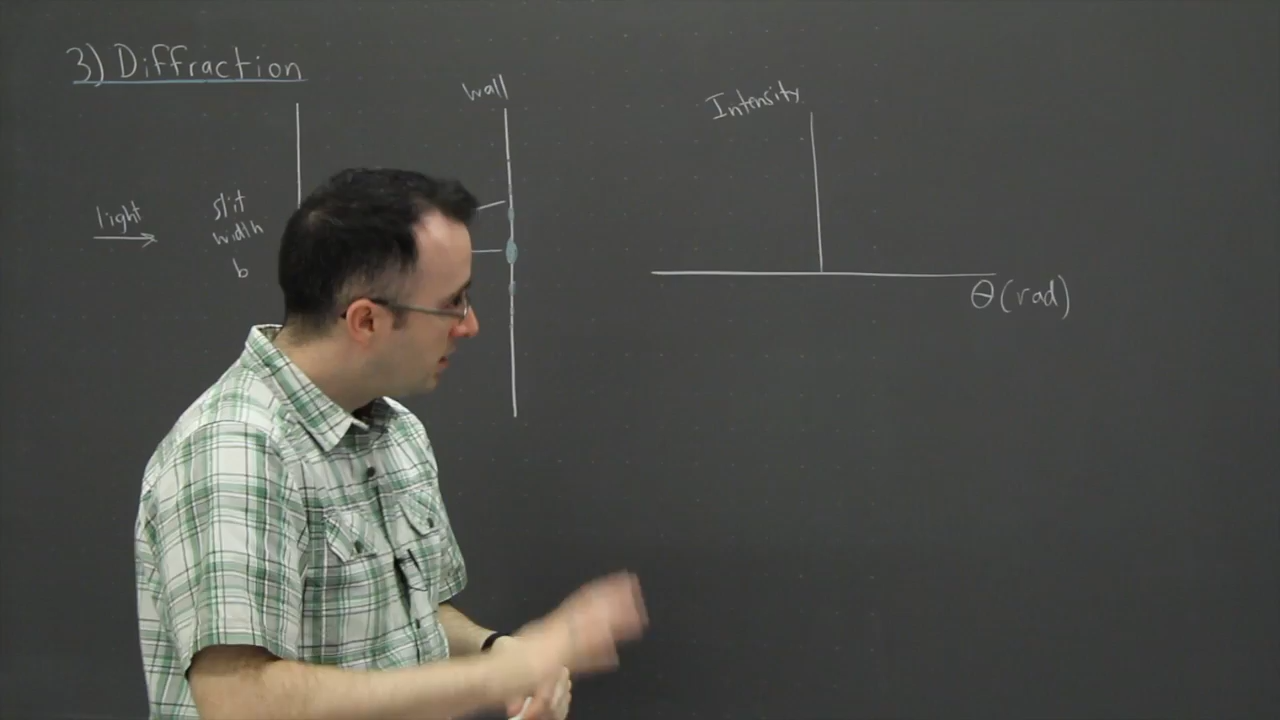 3) Diffraction
wall
light
slit
width
b
Intensity
θ (rad)